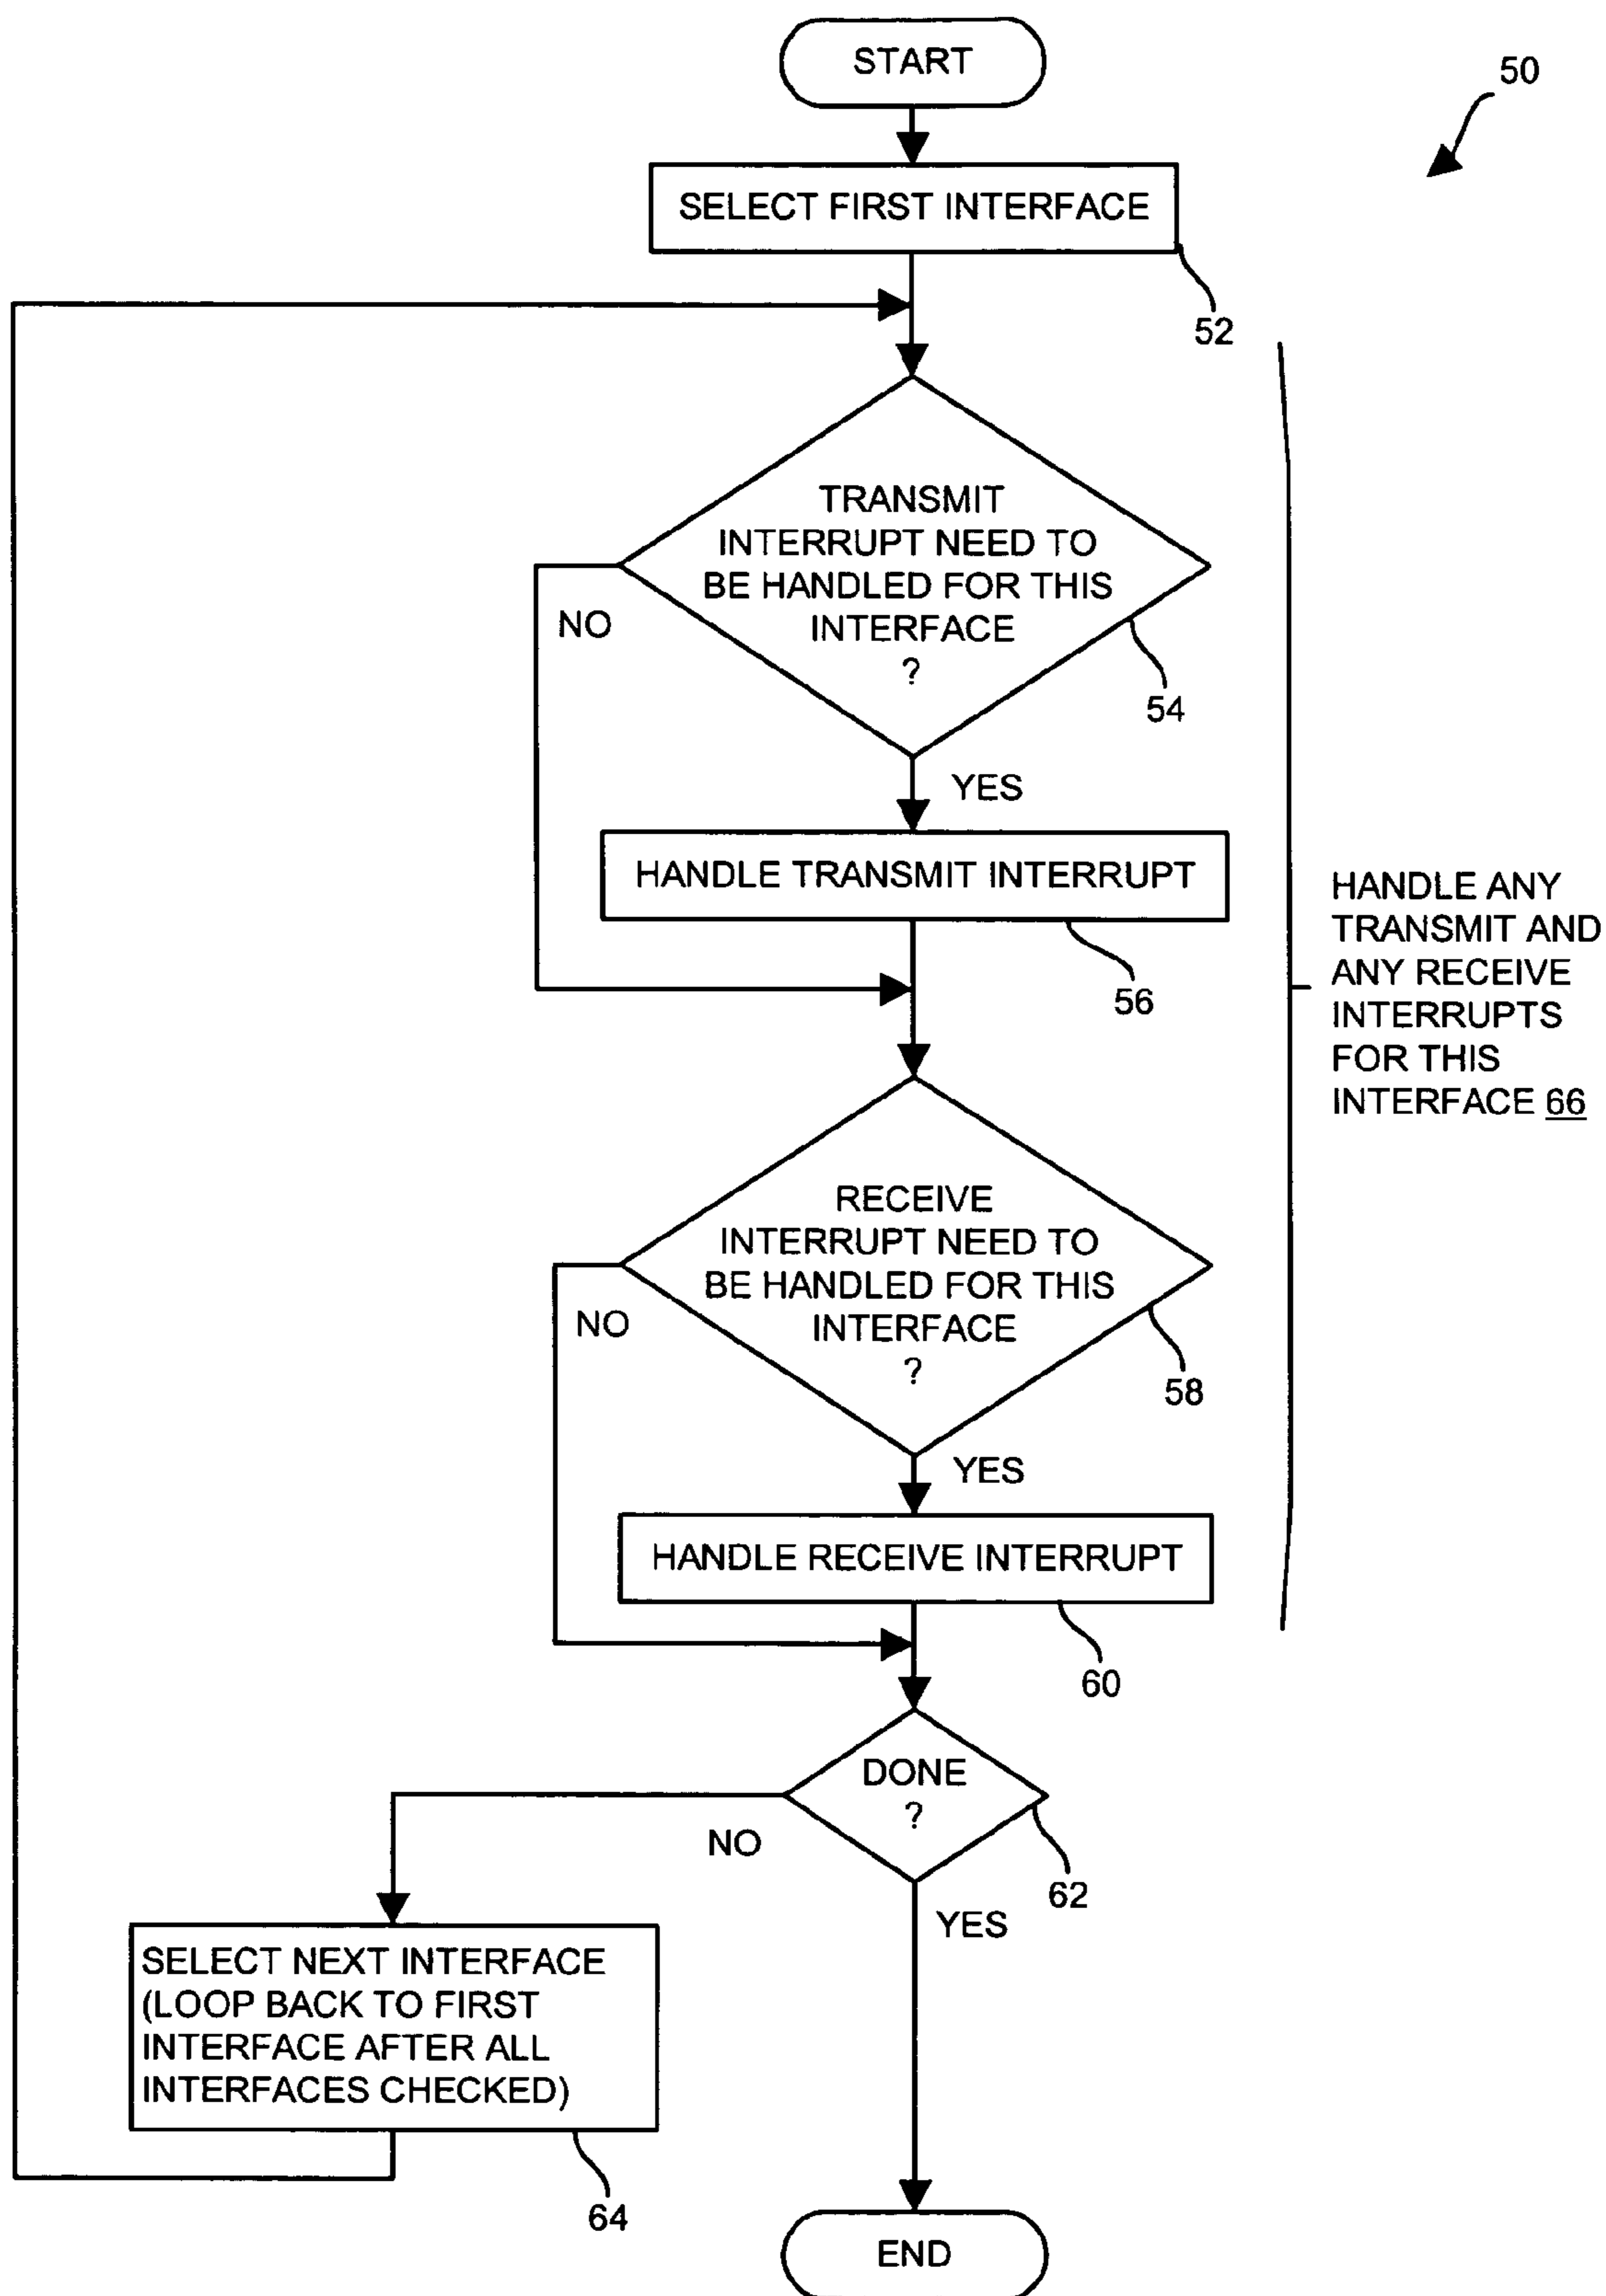 START
50
SELECT FIRST INTERFACE
52
TRANSMIT
INTERRUPT NEED TO
BE HANDLED FOR THIS
INTERFACE
?
NO
54
YES
HANDLE TRANSMIT INTERRUPT
56
HANDLE ANY
TRANSMIT AND
ANY RECEIVE
INTERRUPTS
FOR THIS
INTERFACE 66
RECEIVE
INTERRUPT NEED TO
BE HANDLED FOR THIS
INTERFACE
?
NO
58
YES
HANDLE RECEIVE INTERRUPT
60
DONE
?
NO
62
YES
SELECT NEXT INTERFACE
(LOOP BACK TO FIRST
INTERFACE AFTER ALL
INTERFACES CHECKED)
64
END